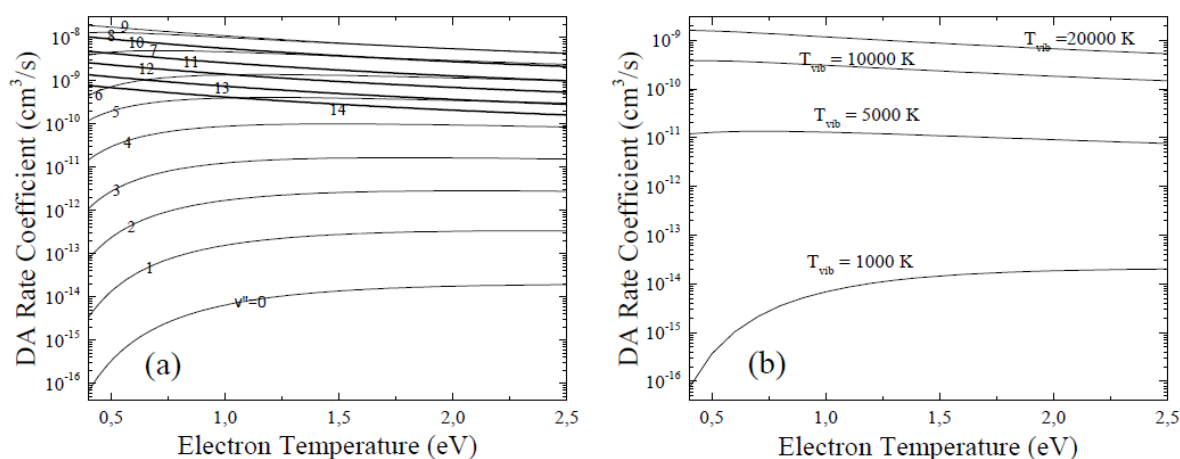 DA Rate Coefficient (cm³/s)
10⁻⁸
10⁻⁹
10⁻¹⁰
10⁻¹¹
10⁻¹²
10⁻¹³
10⁻¹⁴
10⁻¹⁵
10⁻¹⁶
9
8
10
7
11
12
13
6
14
5
4
3
2
1
v''=0
(a)
0,5 1,0 1,5 2,0 2,5
Electron Temperature (eV)
DA Rate Coefficient (cm³/s)
10⁻⁹
10⁻¹⁰
10⁻¹¹
10⁻¹²
10⁻¹³
10⁻¹⁴
10⁻¹⁵
10⁻¹⁶
T_vib =20000 K
T_vib = 10000 K
T_vib = 5000 K
T_vib = 1000 K
(b)
0,5 1,0 1,5 2,0 2,5
Electron Temperature (eV)